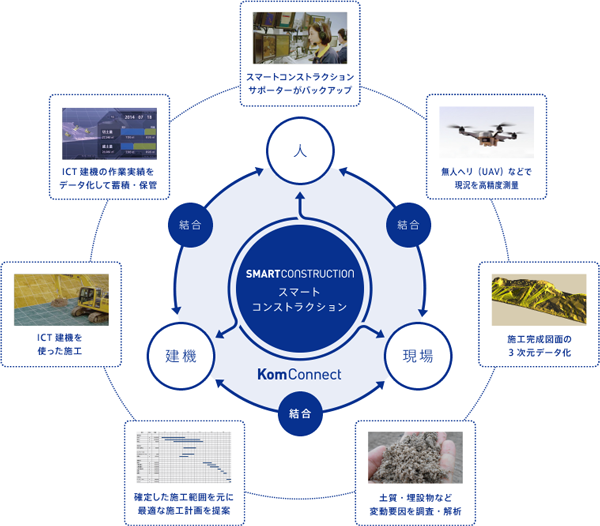 スマートコンストラクション
サポーターがバックアップ
2014 07 15
ICT 建機の作業実績を
データ化して蓄積・保管
無人ヘリ（UAV）などで
現況を高精度測量
人
結合
結合
SMARTCONSTRUCTION
スマート
コンストラクション
ICT 建機を
使った施工
施工完成図面の
3 次元データ化
建機
現場
KomConnect
結合
確定した施工範囲を元に
最適な施工計画を提案
土質・埋設物など
変動要因を調査・解析